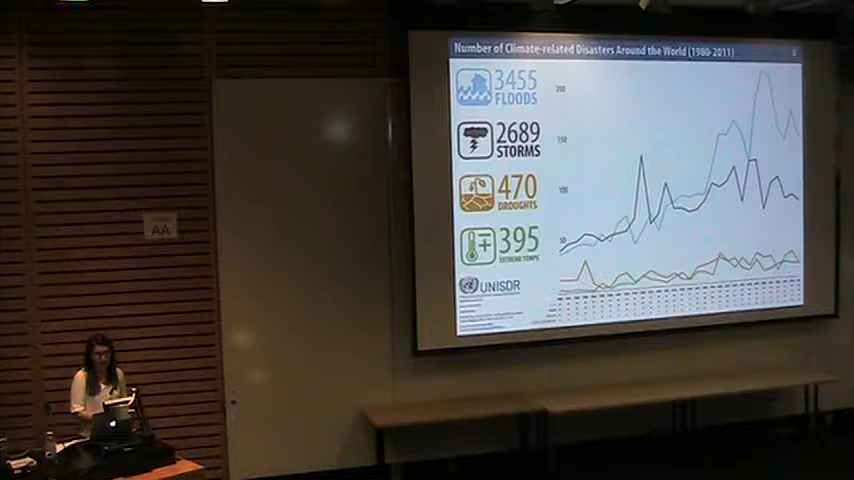 Number of Climate-related Disasters Around the World (1980-2011)
3455
FLOODS
200
2689
STORMS
150
470
DROUGHTS
100
395
EXTREME TEMPS
50
UNISDR
AA